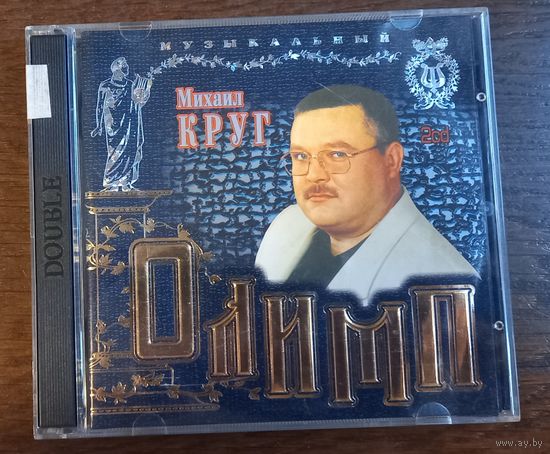 МУЗЫКАЛЬНЫЙ
Михаил
КРУГ
2cd
Олимп
DOUBLE
www.ay.by